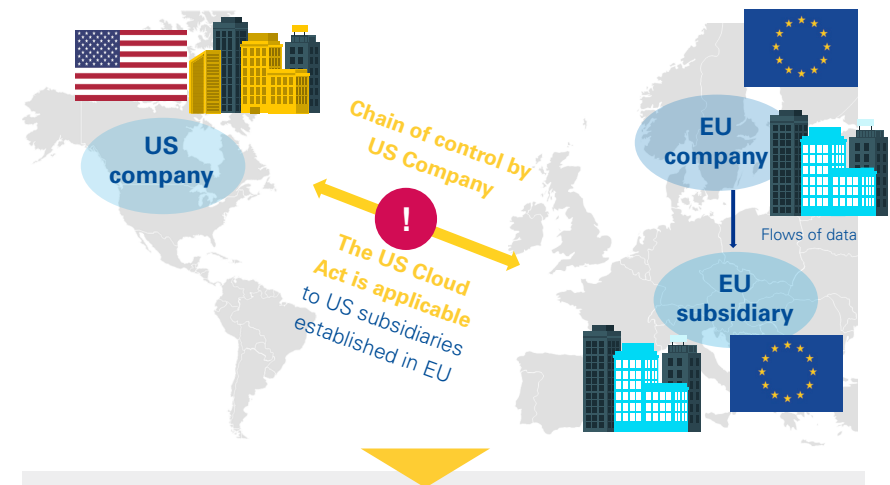 US
company
Chain of control by
US Company
!
The US Cloud
Act is applicable
to US subsidiaries
established in EU
EU
company
Flows of data
EU
subsidiary